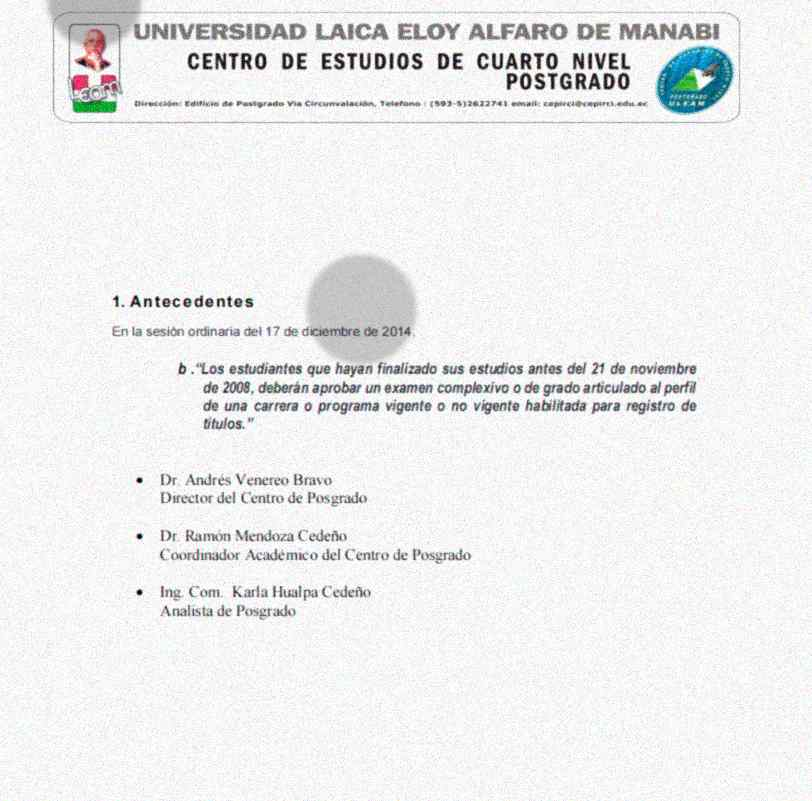 UNIVERSIDAD LAICA ELOY ALFARO DE MANABI
CENTRO DE ESTUDIOS DE CUARTO NIVEL
POSTGRADO
Dirección: Edificio de Postgrado Vía Circunvalación, Telefono : (593-5)2622741 email: cepirci@cepirci.edu.ec
1. Antecedentes
En la sesión ordinaria del 17 de diciembre de 2014,
b ."Los estudiantes que hayan finalizado sus estudios antes del 21 de noviembre
de 2008, deberán aprobar un examen complexivo o de grado articulado al perfil
de una carrera o programa vigente o no vigente habilitada para registro de
títulos."
• Dr. Andrés Venereo Bravo
Director del Centro de Posgrado
• Dr. Ramón Mendoza Cedeño
Coordinador Académico del Centro de Posgrado
• Ing. Com. Karla Hualpa Cedeño
Analista de Posgrado